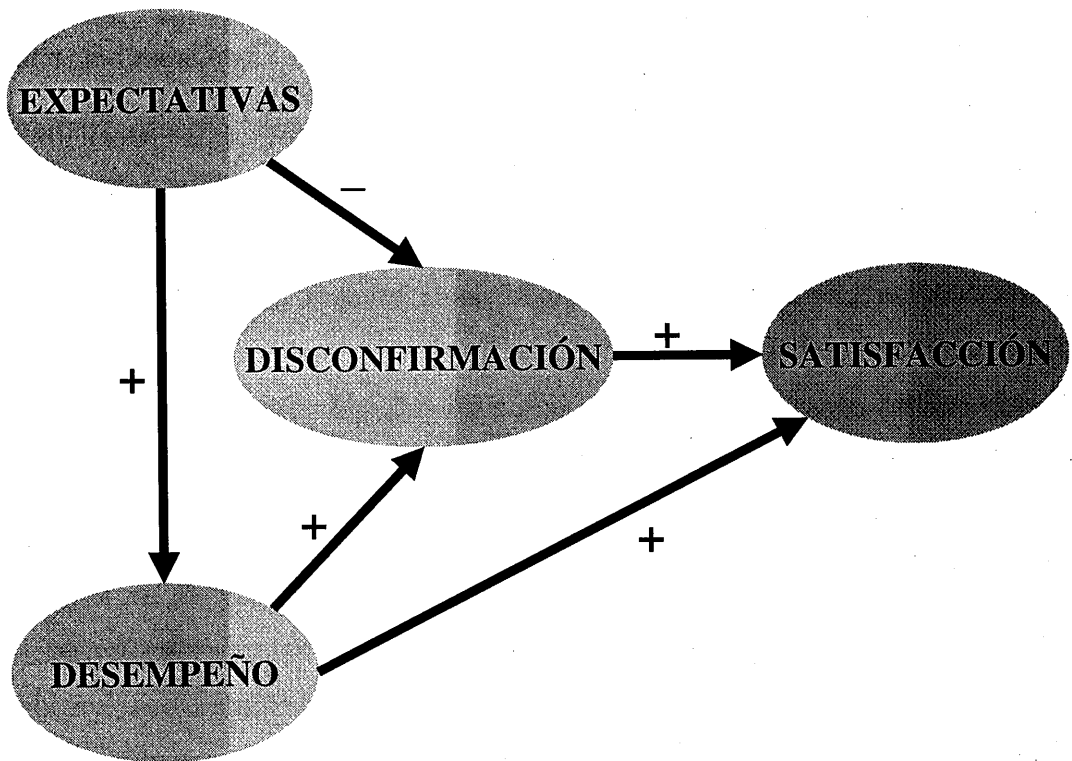 EXPECTATIVAS
–
DISCONFIRMACIÓN
+
SATISFACCIÓN
+
+
+
DESEMPEÑO